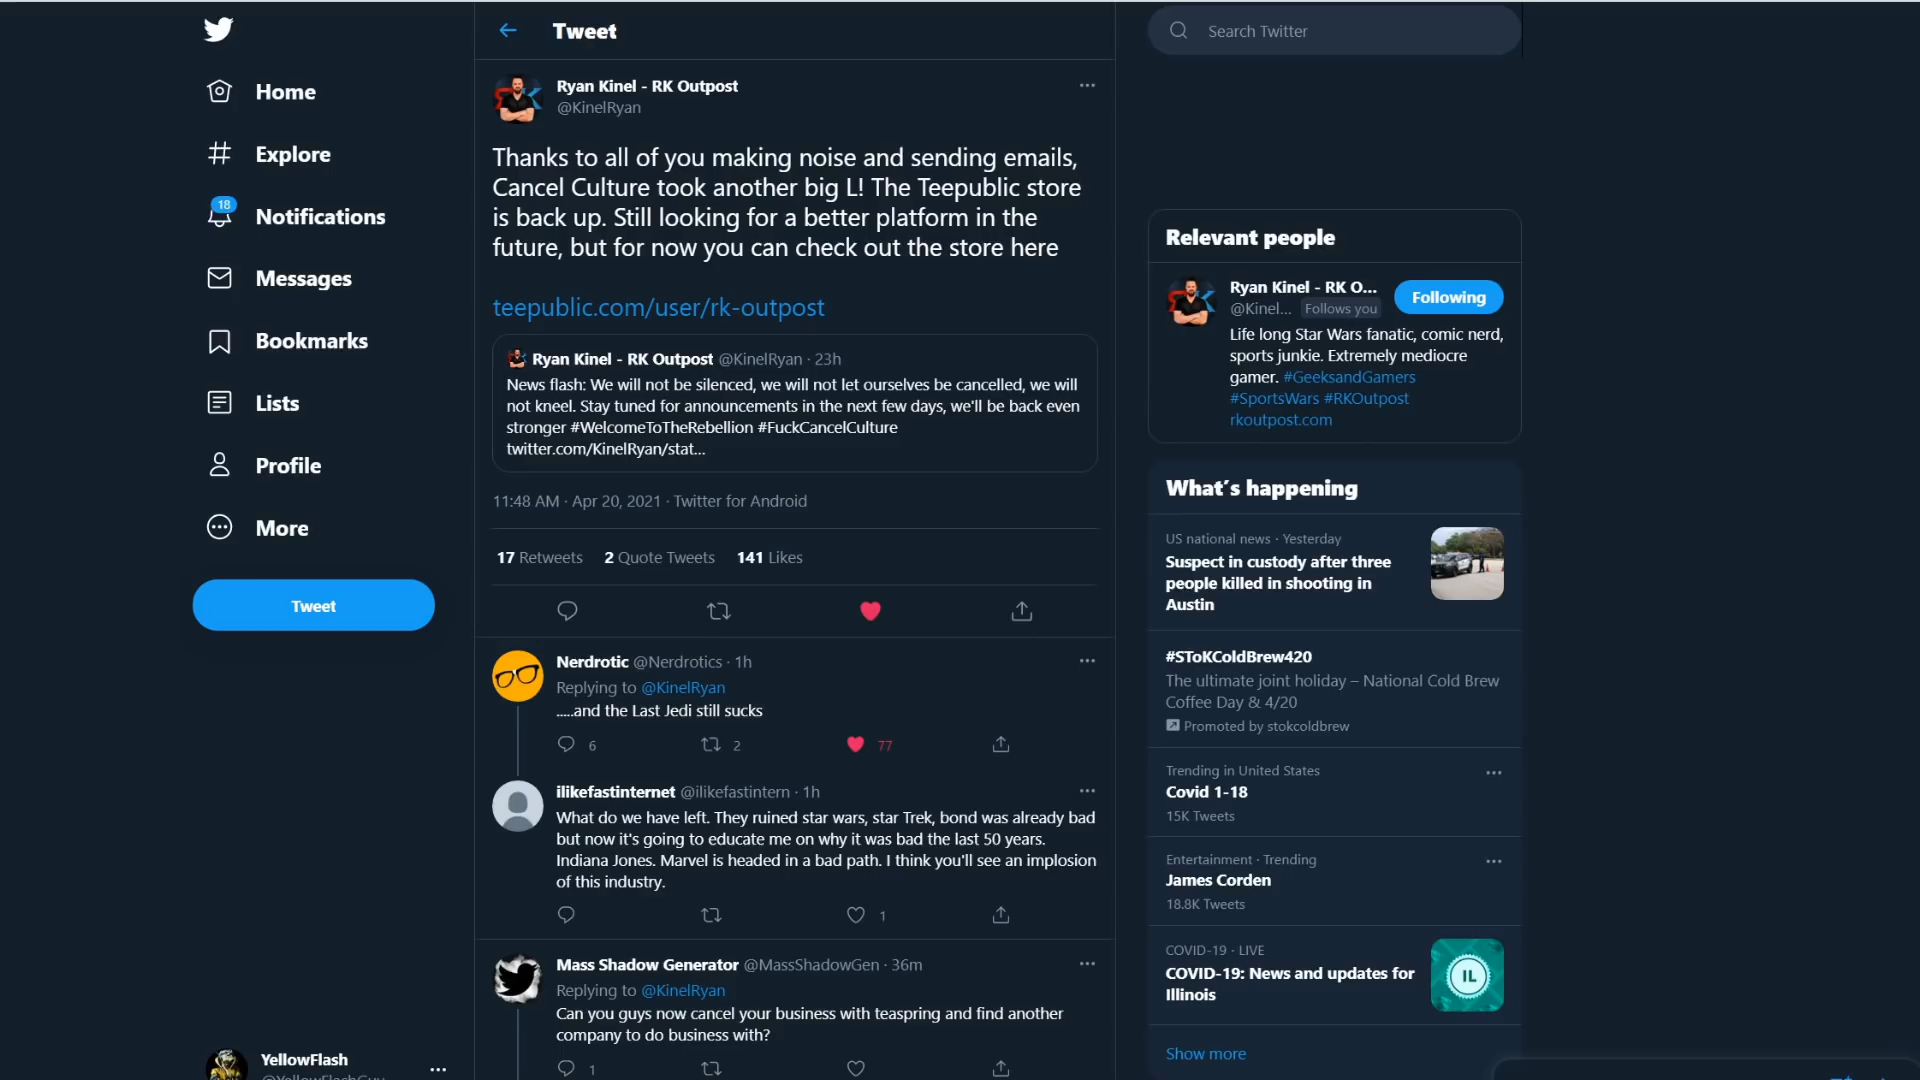 Home
Explore
18
Notifications
Messages
Bookmarks
Lists
Profile
More
Tweet
YellowFlash
Tweet
Ryan Kinel - RK Outpost
@KinelRyan
Thanks to all of you making noise and sending emails,
Cancel Culture took another big L! The Teepublic store
is back up. Still looking for a better platform in the
future, but for now you can check out the store here
teepublic.com/user/rk-outpost
Ryan Kinel - RK Outpost @KinelRyan · 23h
News flash: We will not be silenced, we will not let ourselves be cancelled, we will
not kneel. Stay tuned for announcements in the next few days, we'll be back even
stronger #WelcomeToTheRebellion #FuckCancelCulture
twitter.com/KinelRyan/stat...
11:48 AM · Apr 20, 2021 · Twitter for Android
17 Retweets 2 Quote Tweets 141 Likes
Nerdrotic @Nerdrotics · 1h
Replying to @KinelRyan
.....and the Last Jedi still sucks
6 2 77
ilikefastinternet @ilikefastintern · 1h
What do we have left. They ruined star wars, star Trek, bond was already bad
but now it's going to educate me on why it was bad the last 50 years.
Indiana Jones. Marvel is headed in a bad path. I think you'll see an implosion
of this industry.
1
Mass Shadow Generator @MassShadowGen · 36m
Replying to @KinelRyan
Can you guys now cancel your business with teaspring and find another
company to do business with?
1
Search Twitter
Relevant people
Ryan Kinel - RK O...
@Kinel... Follows you
Following
Life long Star Wars fanatic, comic nerd,
sports junkie. Extremely mediocre
gamer. #GeeksandGamers
#SportsWars #RKOutpost
rkoutpost.com
What's happening
US national news · Yesterday
Suspect in custody after three
people killed in shooting in
Austin
#SToKColdBrew420
The ultimate joint holiday – National Cold Brew
Coffee Day & 4/20
Promoted by stokcoldbrew
Trending in United States
Covid 1-18
15K Tweets
Entertainment · Trending
James Corden
18.8K Tweets
COVID-19 · LIVE
COVID-19: News and updates for
Illinois
IL
Show more